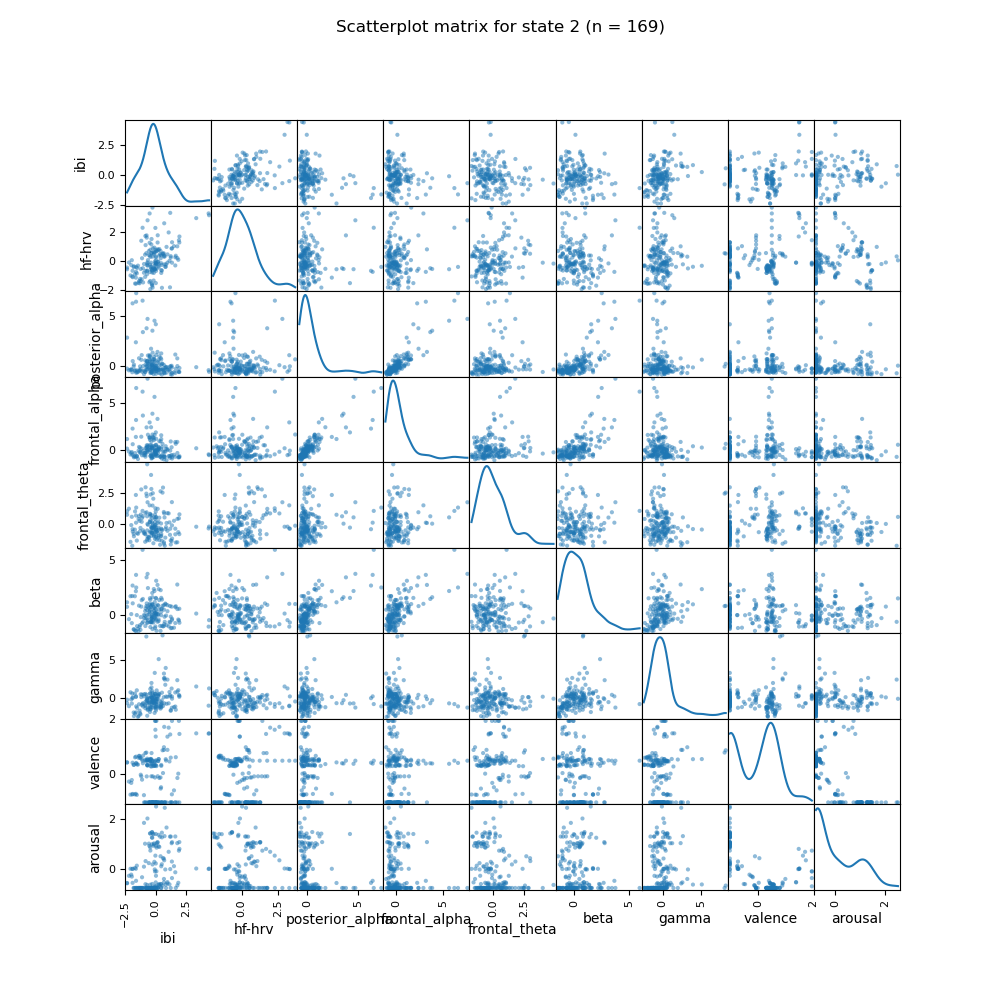 Scatterplot matrix for state 2 (n = 169)
ibi
2.5
0.0
-2.5
hf-hrv
2
0
-2
posterior_alpha
5
0
frontal_alpha
5
0
frontal_theta
2.5
0.0
beta
5
0
gamma
5
0
valence
2
0
arousal
2
0
−2.5 0.0 2.5 0.0 2.5 0 5 0 5 0.0 2.5 0 5 0 5 0 2 0 2
ibi hf-hrv posterior_alpha frontal_alpha frontal_theta beta gamma valence arousal